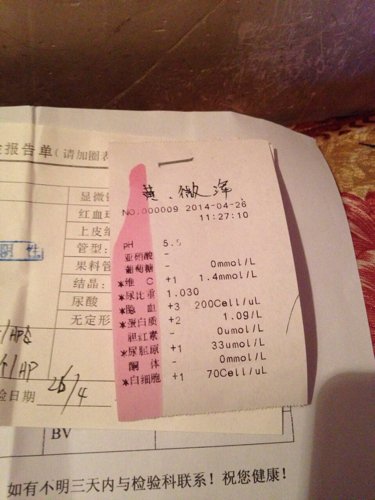 报告单(请加圈表
显微镜
红血球
上皮细
管型:
果料管
结晶:
尿酸
无定形
阴 性
/HP
检日期 26/4
BV
黄、微浑
NO.000009 2014-04-26
11:27:10
pH 5.5
亚硝酸 -
葡萄糖 - 0mmol/L
*维 C +1 1.4mmol/L
*尿比重 1.030
*隐 血 +3 200Cell/uL
*蛋白质 +2 1.0g/L
胆红素 - 0umol/L
*尿胆原 +1 33umol/L
酮 体 - 0mmol/L
*白细胞 +1 70Cell/uL
如有不明三天内与检验科联系！祝您健康！